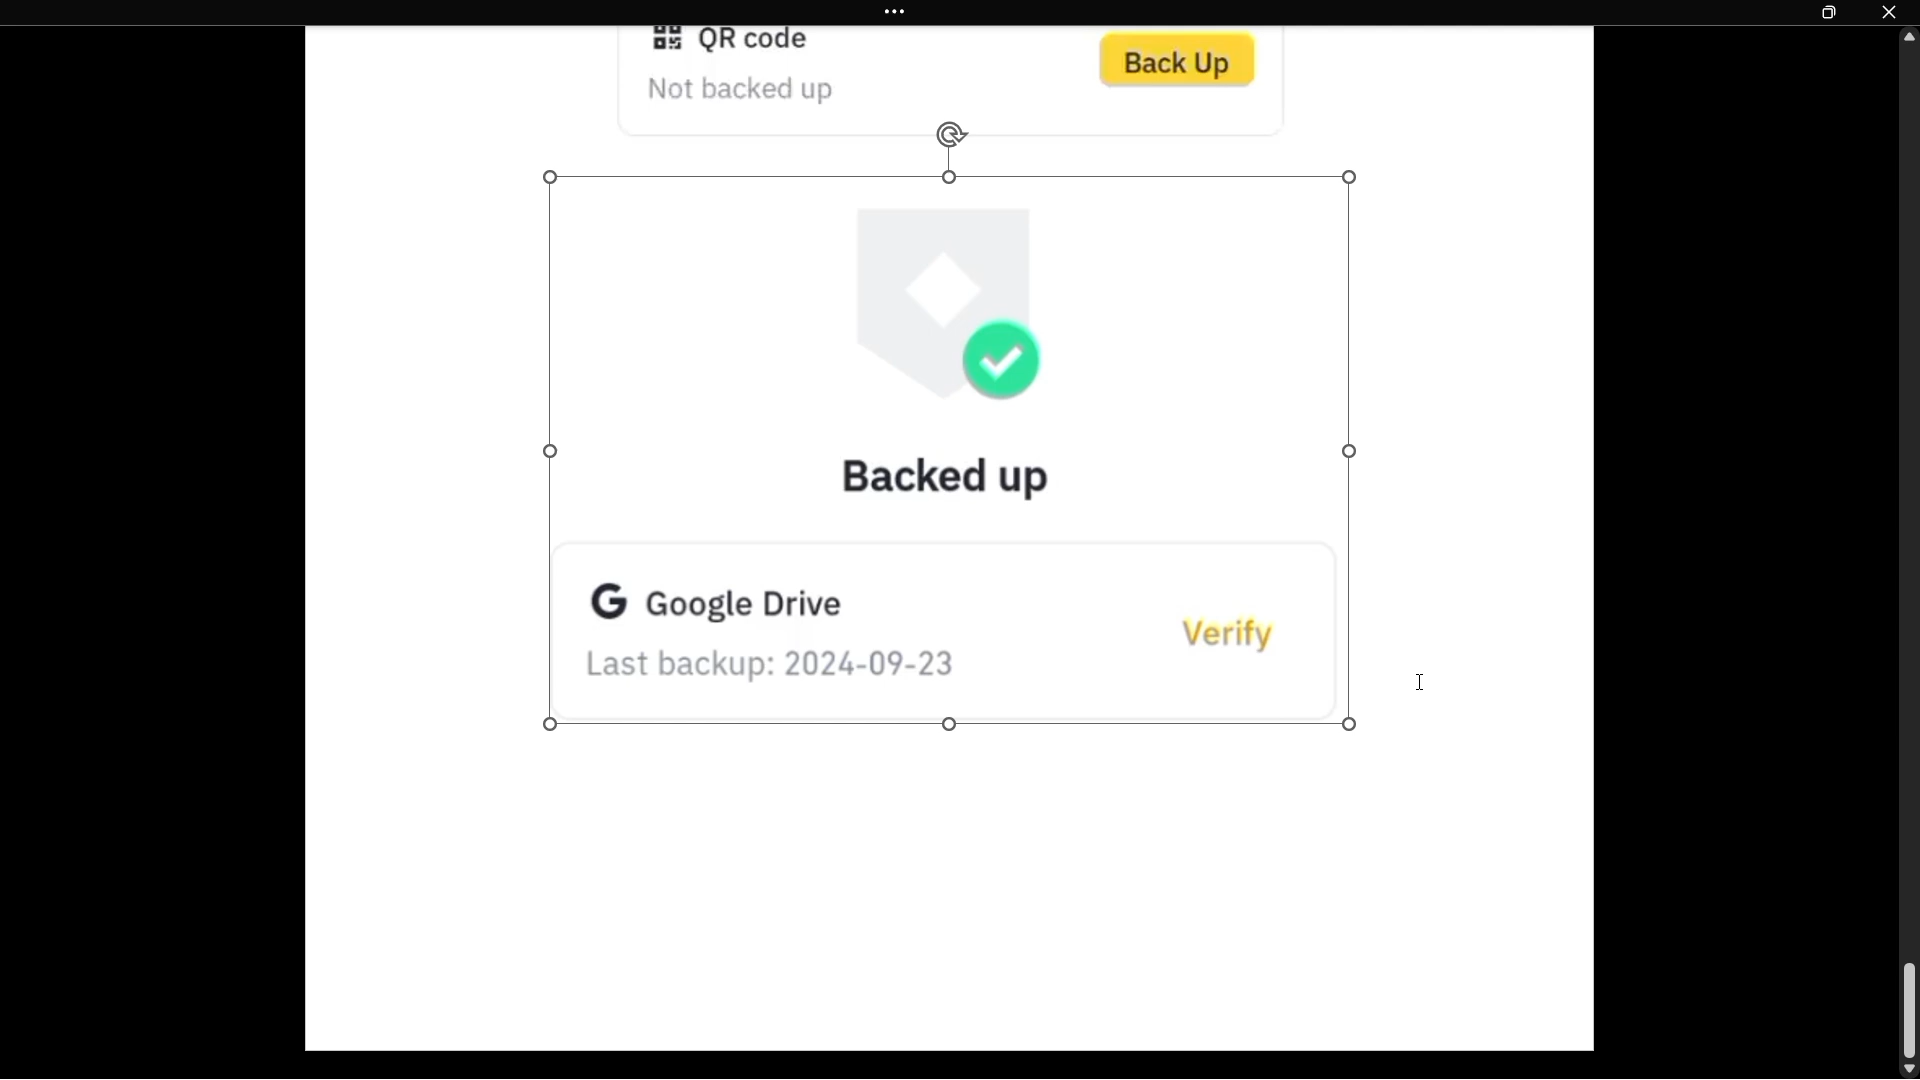 QR code
Back Up
Not backed up
Backed up
Google Drive
Verify
Last backup: 2024-09-23